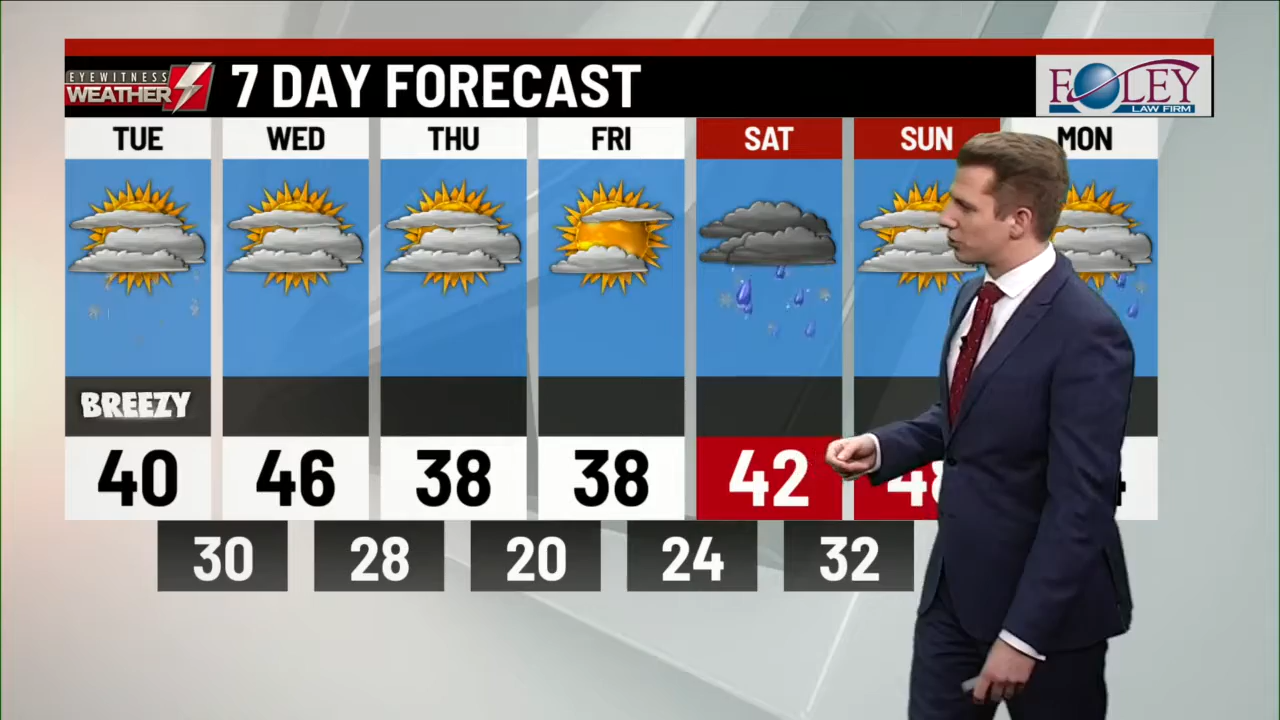 EYEWITNESS
WEATHER
7 DAY FORECAST
FOLEY
LAW FIRM
TUE
WED
THU
FRI
SAT
SUN
MON
BREEZY
40
46
38
38
42
48
30
28
20
24
32